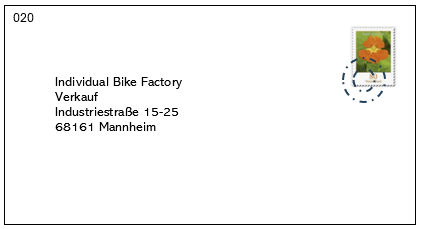 020
Individual Bike Factory
Verkauf
Industriestraße 15-25
68161 Mannheim